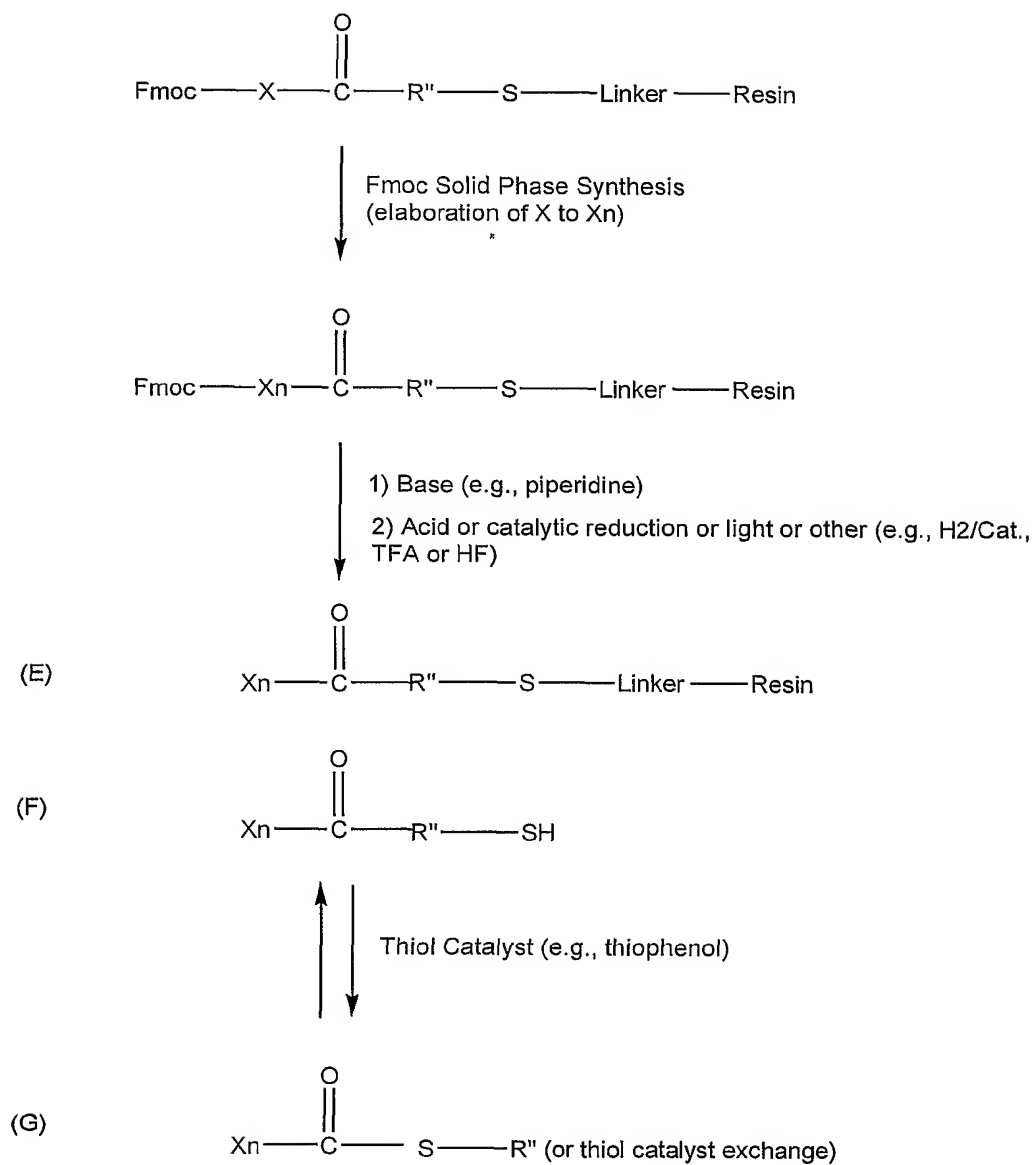 O
Fmoc—X—C—R"—S—Linker—Resin
Fmoc Solid Phase Synthesis
(elaboration of X to Xn)
O
Fmoc—Xn—C—R"—S—Linker—Resin
1) Base (e.g., piperidine)
2) Acid or catalytic reduction or light or other (e.g., H2/Cat.,
TFA or HF)
O
(E) Xn—C—R"—S—Linker—Resin
O
(F) Xn—C—R"—SH
Thiol Catalyst (e.g., thiophenol)
O
(G) Xn—C—S—R" (or thiol catalyst exchange)